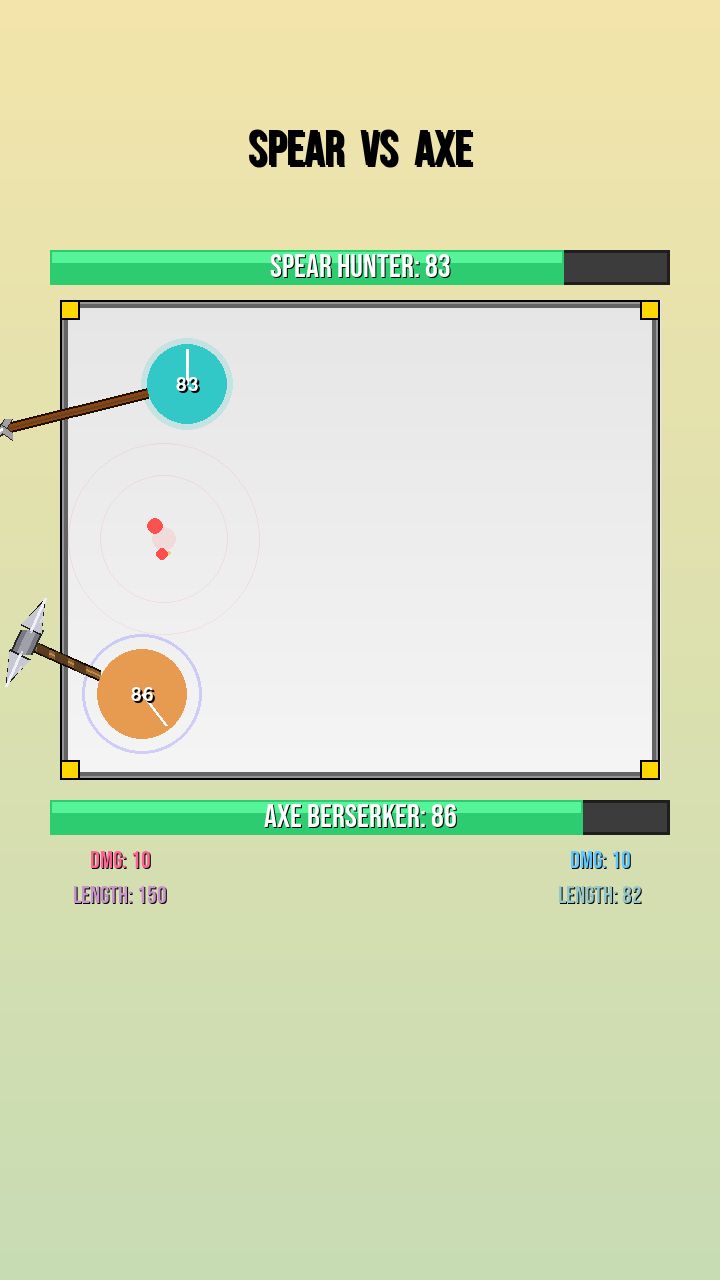 SPEAR VS AXE
SPEAR HUNTER: 83
83
86
AXE BERSERKER: 86
DMG: 10
DMG: 10
LENGTH: 150
LENGTH: 82